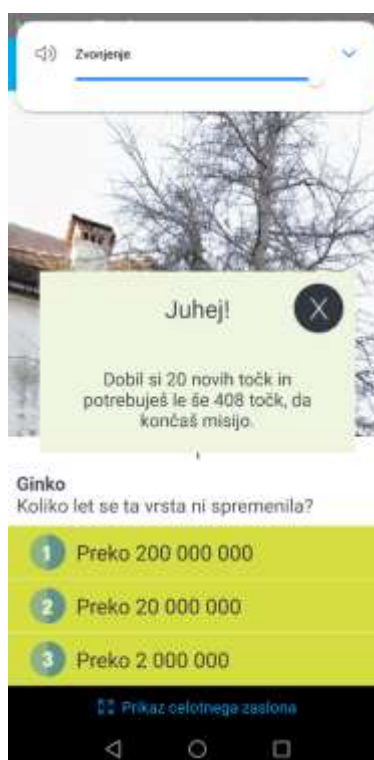 Zvonjenje
Juhej!
X
Dobil si 20 novih točk in
potrebuješ le še 408 točk, da
končaš misijo.
Ginko
Koliko let se ta vrsta ni spremenila?
1 Preko 200 000 000
2 Preko 20 000 000
3 Preko 2 000 000
Prikaz celotnega zaslona